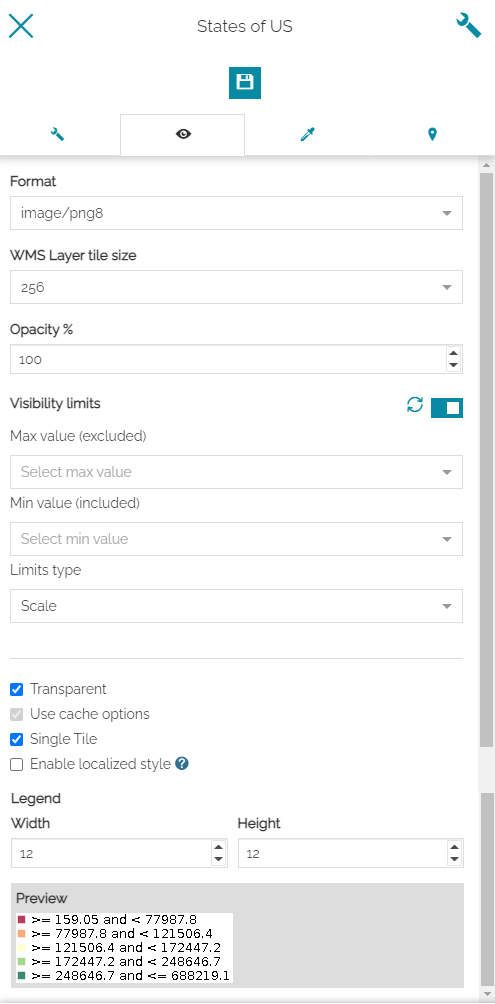 States of US
Format
image/png8
WMS Layer tile size
256
Opacity %
100
Visibility limits
Max value (excluded)
Select max value
Min value (included)
Select min value
Limits type
Scale
Transparent
Use cache options
Single Tile
Enable localized style ?
Legend
Width Height
12 12
Preview
>= 159.05 and < 77987.8
>= 77987.8 and < 121506.4
>= 121506.4 and < 172447.2
>= 172447.2 and < 248646.7
>= 248646.7 and <= 688219.1